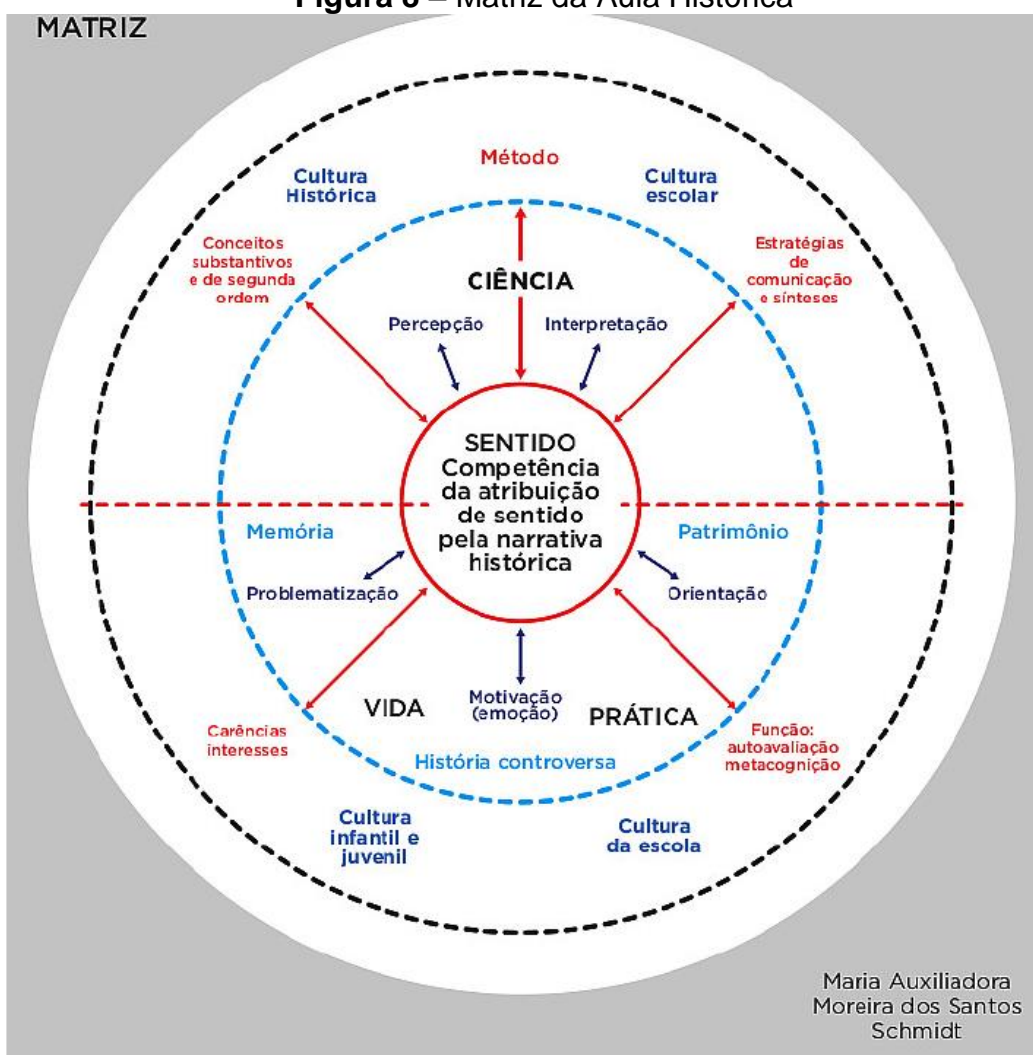 Figura 8 – Matriz da Aula Histórica
MATRIZ
Método
Cultura
Histórica
Cultura
escolar
Conceitos
substantivos
e de segunda
ordem
Estratégias
de
comunicação
e sínteses
CIÊNCIA
Percepção
Interpretação
SENTIDO
Competência
da atribuição
de sentido
pela narrativa
histórica
Memória
Patrimônio
Problematização
Orientação
VIDA
Motivação
(emoção)
PRÁTICA
Carências
interesses
Função:
autoavaliação
metacognição
História controversa
Cultura
infantil e
juvenil
Cultura
da escola
Maria Auxiliadora
Moreira dos Santos
Schmidt